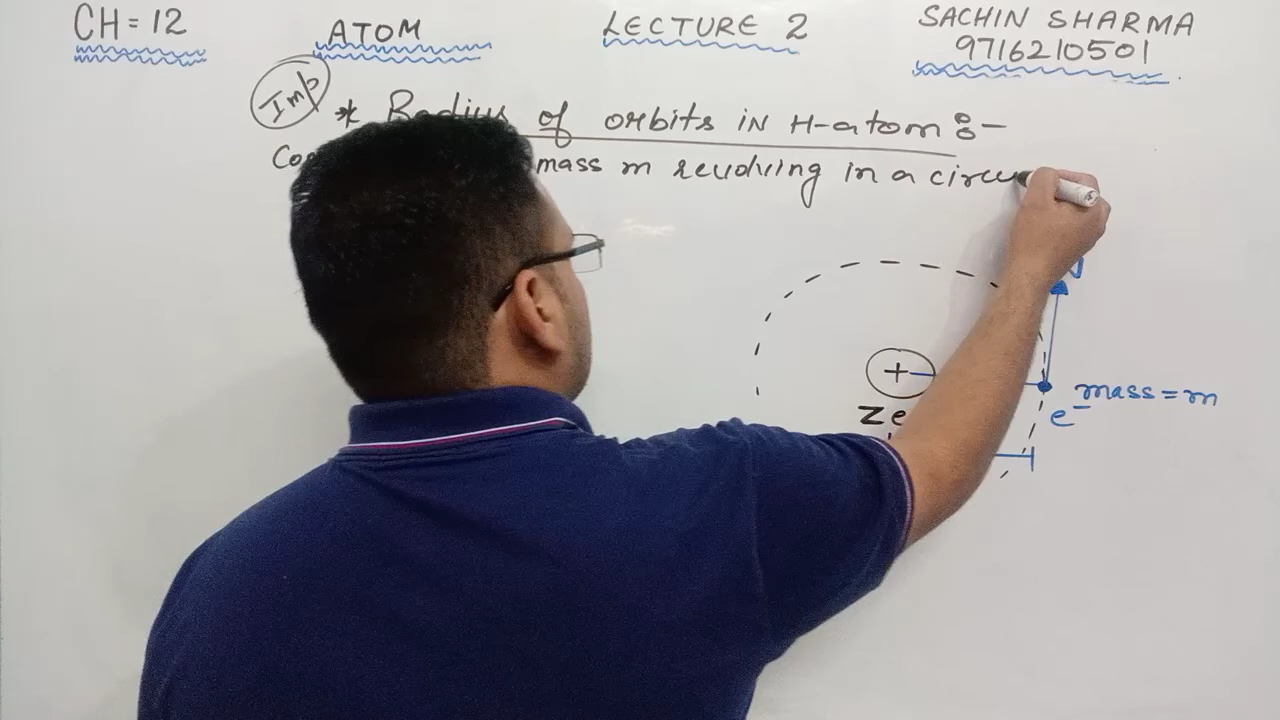 CH = 12 ATOM LECTURE 2 SACHIN SHARMA
9716210501
Imp * Radius of orbits in H-atom :-
mass m revolving in a circu
mass = m
e⁻
Ze
+